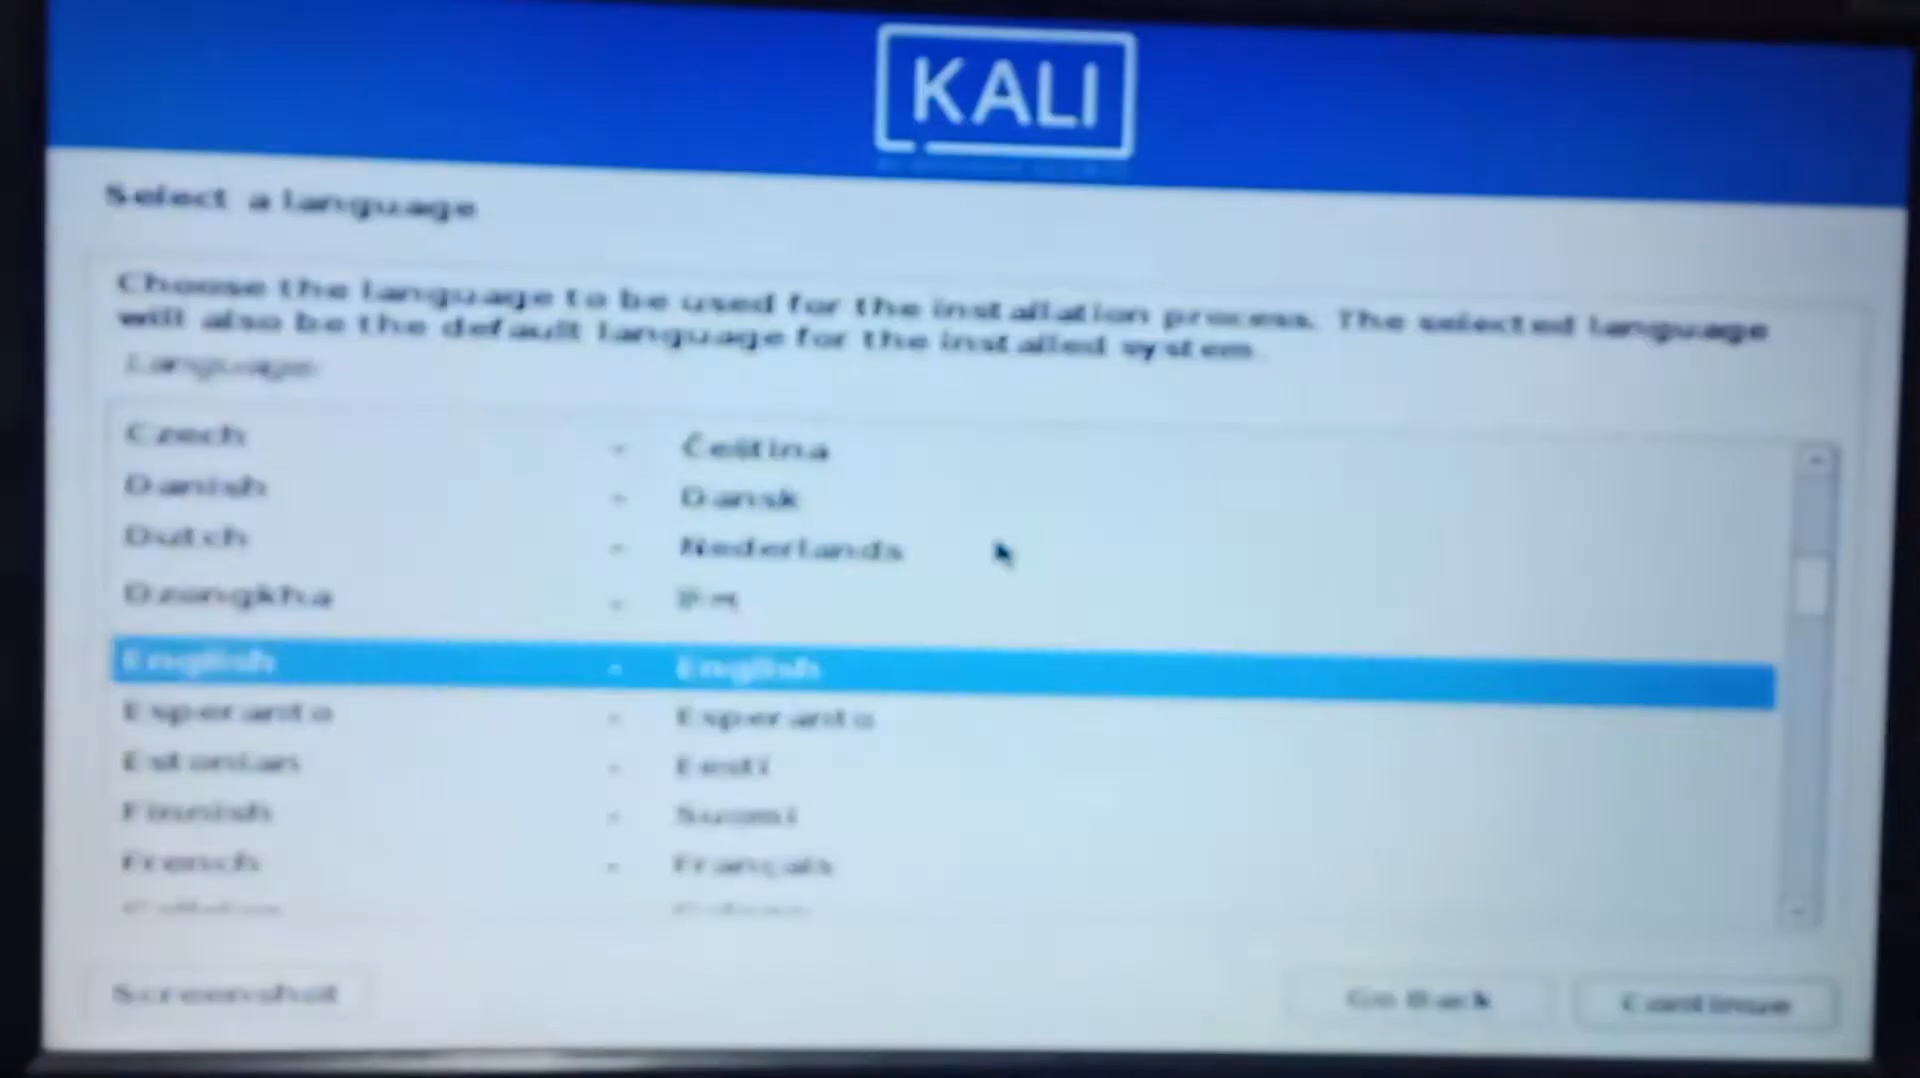 KALI
Select a language
Choose the language to be used for the installation process. The selected language
will also be the default language for the installed system.
Language:
Czech - Čeština
Danish - Dansk
Dutch - Nederlands
Dzongkha -
English - English
Esperanto - Esperanto
Estonian - Eesti
Finnish - Suomi
French - Français
Screenshot
Go Back
Continue